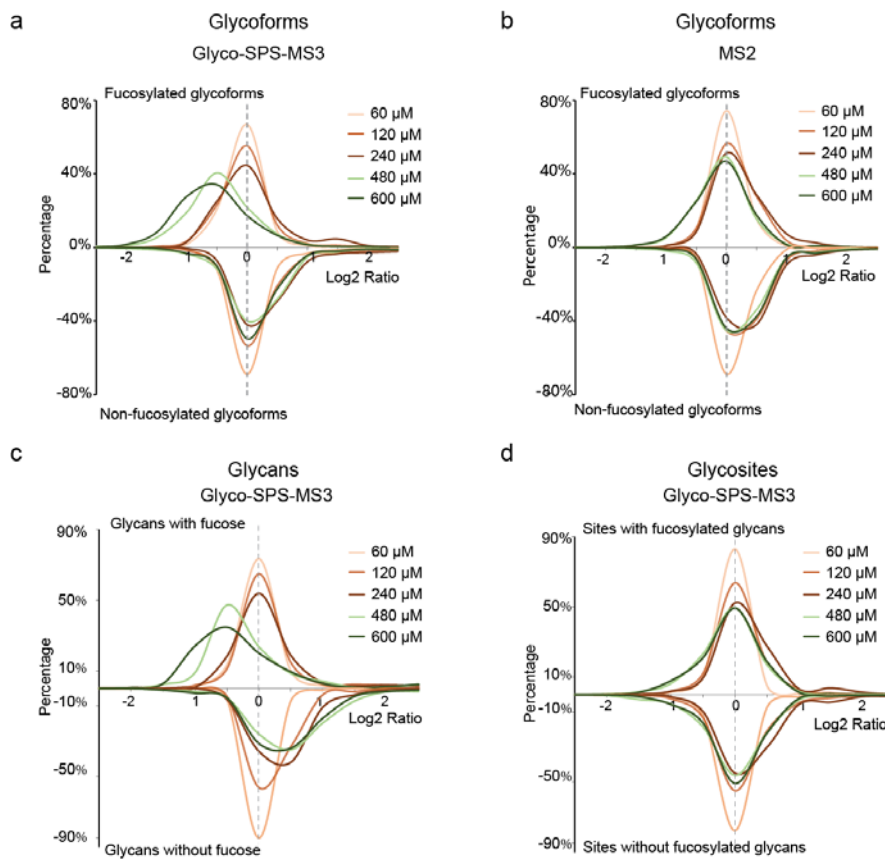 a
Glycoforms
Glyco-SPS-MS3
Fucosylated glycoforms
80%
40%
0%
-40%
-80%
Percentage
60 µM
120 µM
240 µM
480 µM
600 µM
-2 -1 0 1 2
Log2 Ratio
Non-fucosylated glycoforms
b
Glycoforms
MS2
Fucosylated glycoforms
80%
40%
0%
-40%
-80%
Percentage
60 µM
120 µM
240 µM
480 µM
600 µM
-2 -1 0 1 2
Log2 Ratio
Non-fucosylated glycoforms
c
Glycans
Glyco-SPS-MS3
Glycans with fucose
90%
50%
10%
-10%
-50%
-90%
Percentage
60 µM
120 µM
240 µM
480 µM
600 µM
-2 -1 0 1 2
Log2 Ratio
Glycans without fucose
d
Glycosites
Glyco-SPS-MS3
Sites with fucosylated glycans
90%
50%
10%
-10%
-50%
-90%
Percentage
60 µM
120 µM
240 µM
480 µM
600 µM
-2 -1 0 1 2
Log2 Ratio
Sites without fucosylated glycans